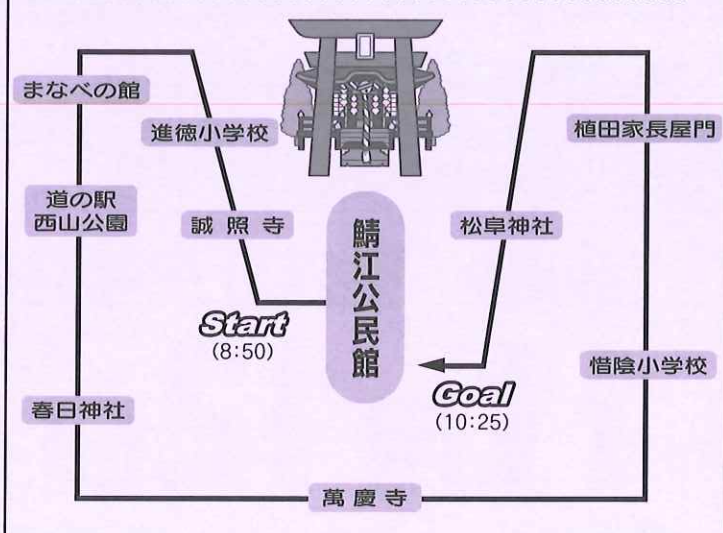 まなべの館
進徳小学校
植田家長屋門
道の駅
西山公園
誠照寺
鯖江公民館
松阜神社
Start
(8:50)
惜陰小学校
Goal
(10:25)
春日神社
萬慶寺